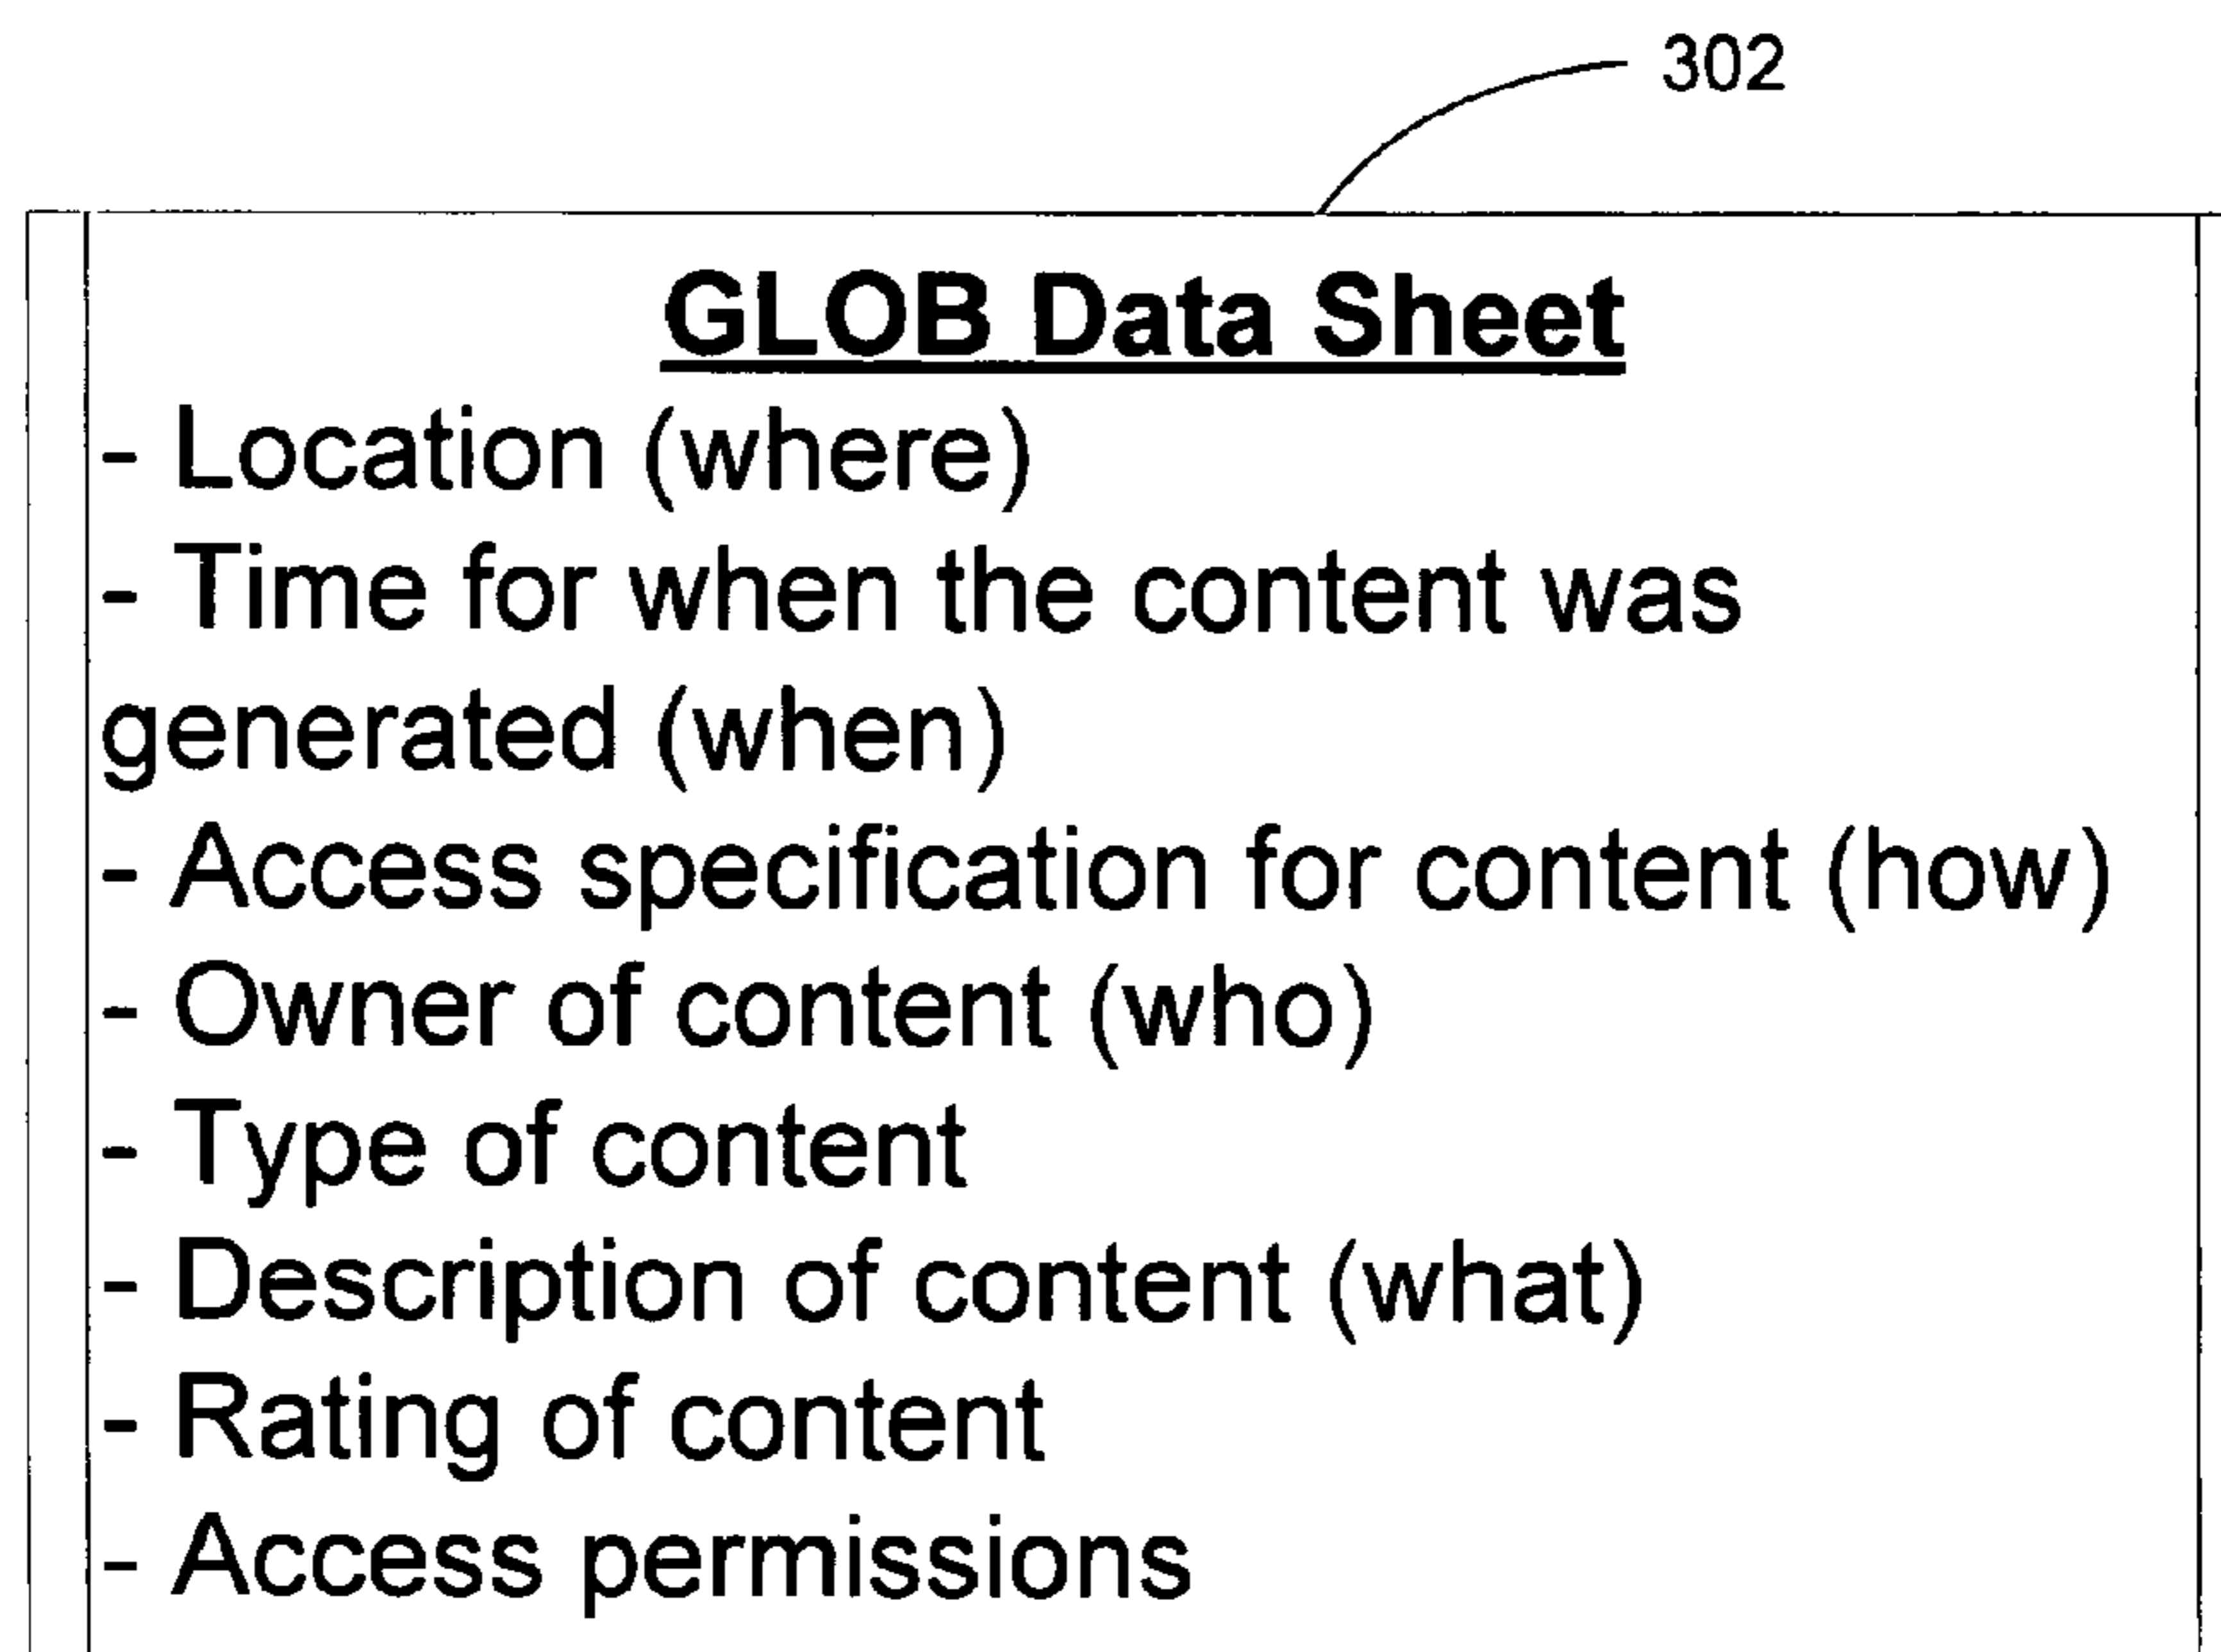 302
GLOB Data Sheet
- Location (where)
- Time for when the content was
generated (when)
- Access specification for content (how)
- Owner of content (who)
- Type of content
- Description of content (what)
- Rating of content
- Access permissions